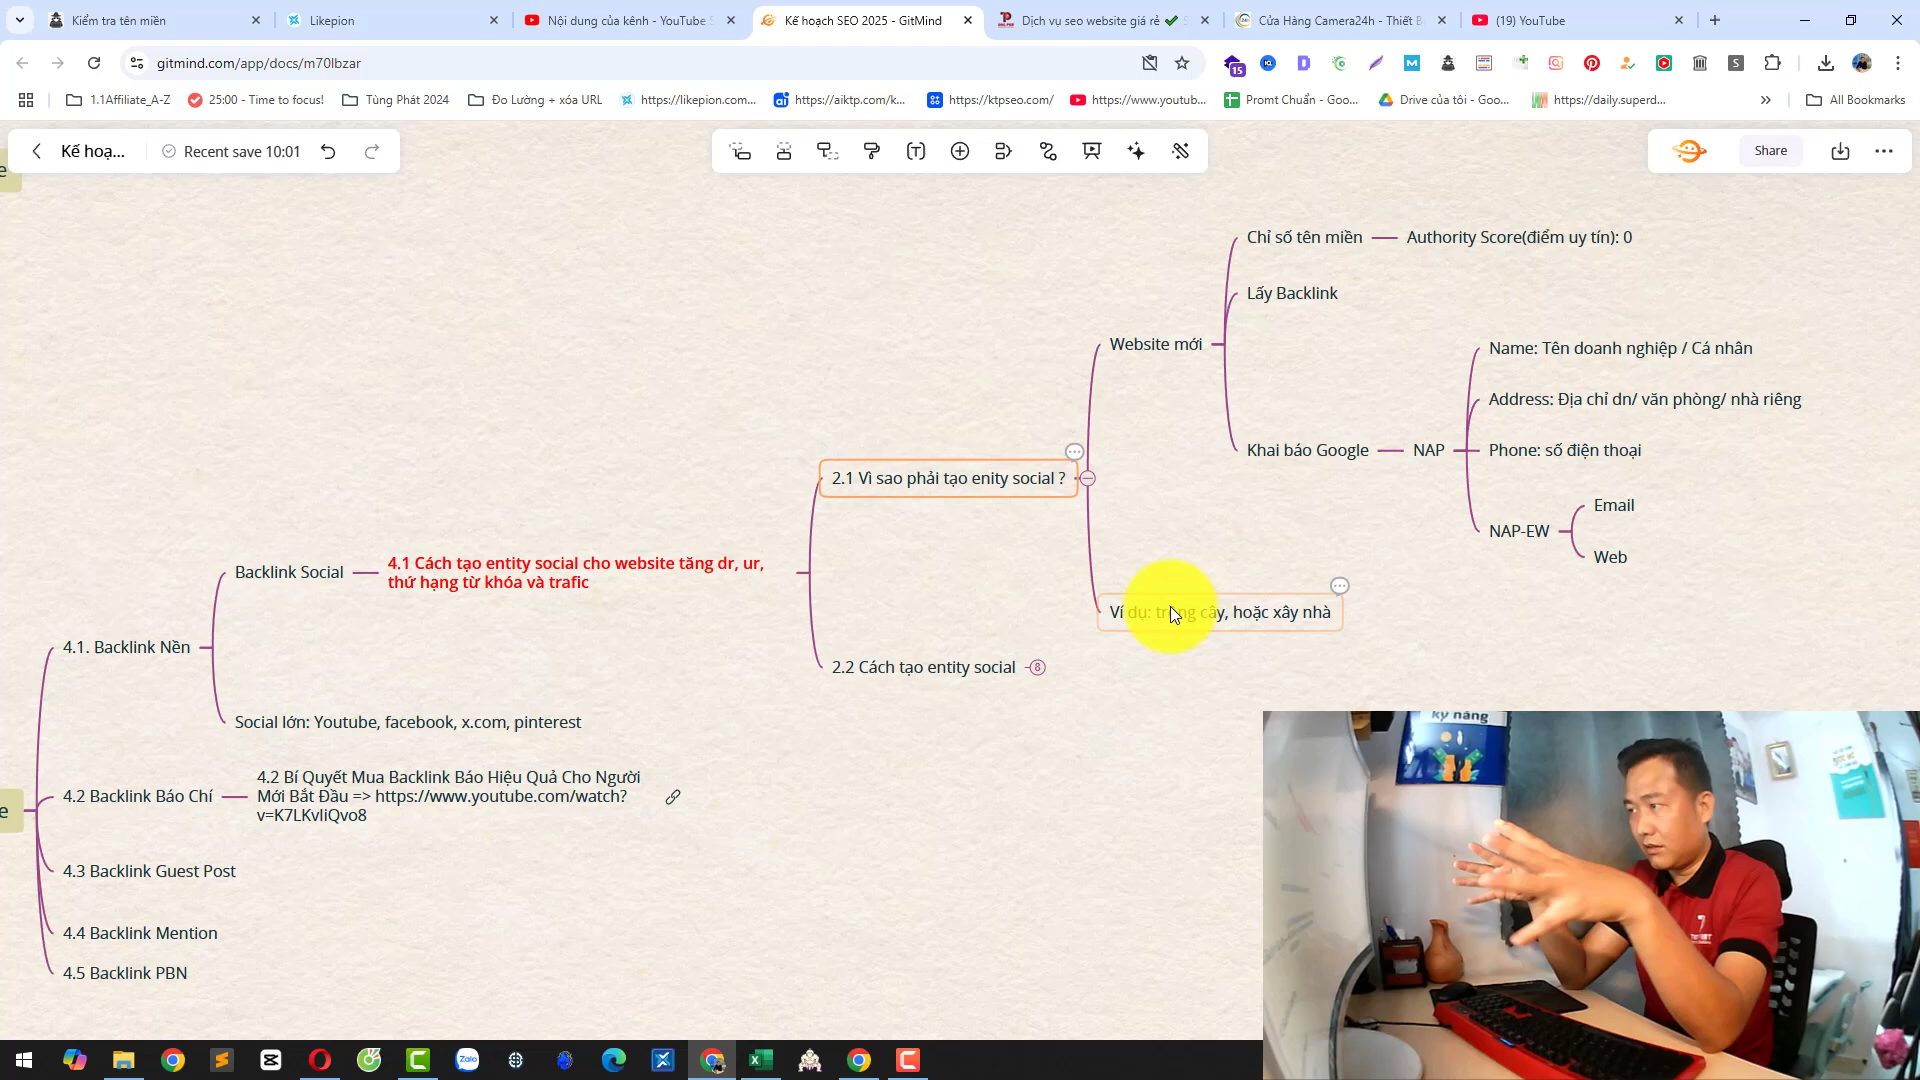 Kiểm tra tên miền
Likepion
Nội dung của kênh - YouTube S
Kế hoạch SEO 2025 - GitMind
Dịch vụ seo website giá rẻ ✔ S
Cửa Hàng Camera24h - Thiết B
(19) YouTube
gitmind.com/app/docs/m70lbzar
15
1.1Affiliate_A-Z
25:00 - Time to focus!
Tùng Phát 2024
Đo Lường + xóa URL
https://likepion.com...
https://aiktp.com/k...
https://ktpseo.com/
https://www.youtub...
Promt Chuẩn - Goo...
Drive của tôi - Goo...
https://daily.superd...
All Bookmarks
Kế hoạ...
Recent save 10:01
Share
e
Chỉ số tên miền
Authority Score(điểm uy tín): 0
Lấy Backlink
Website mới
Name: Tên doanh nghiệp / Cá nhân
Address: Địa chỉ dn/ văn phòng/ nhà riêng
Khai báo Google
NAP
Phone: số điện thoại
2.1 Vì sao phải tạo enity social ?
Email
NAP-EW
Web
Backlink Social
4.1 Cách tạo entity social cho website tăng dr, ur,
thứ hạng từ khóa và trafic
Ví dụ: trồng cây, hoặc xây nhà
4.1. Backlink Nền
2.2 Cách tạo entity social
8
Social lớn: Youtube, facebook, x.com, pinterest
4.2 Backlink Báo Chí
4.2 Bí Quyết Mua Backlink Báo Hiệu Quả Cho Người
Mới Bắt Đầu => https://www.youtube.com/watch?
v=K7LKvliQvo8
e
4.3 Backlink Guest Post
4.4 Backlink Mention
4.5 Backlink PBN
kỹ năng
Zalo